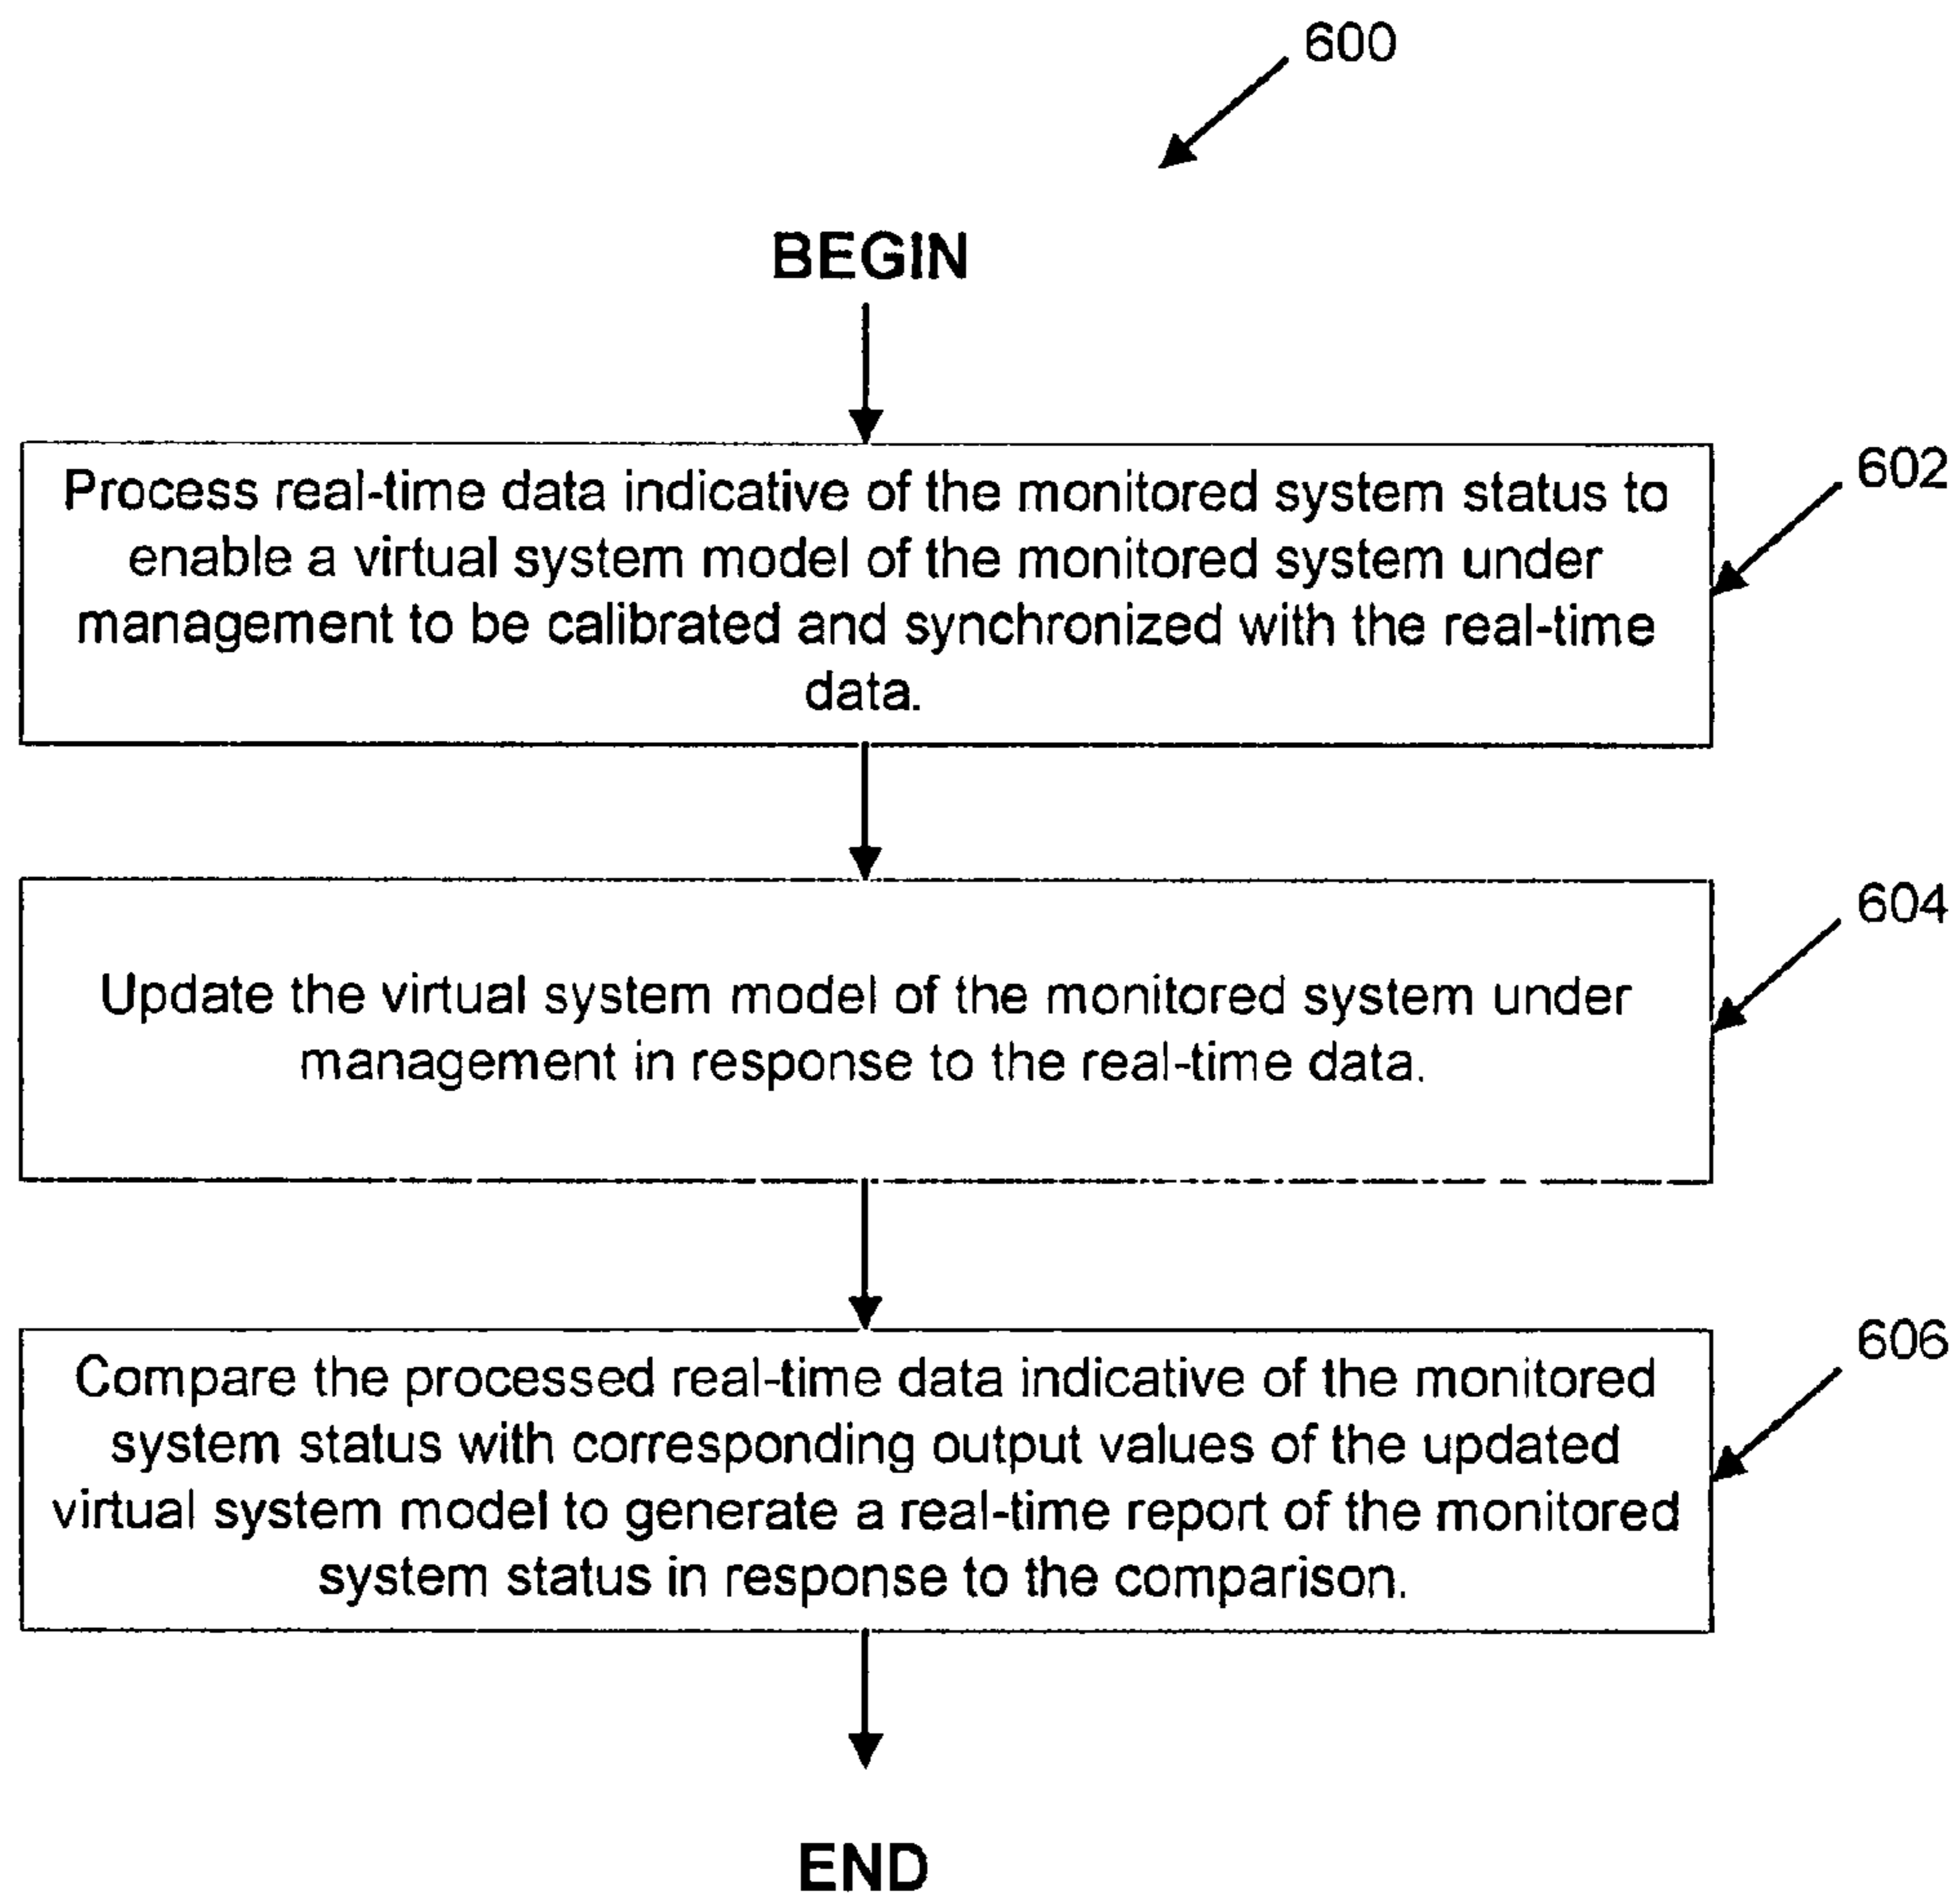 600
BEGIN
Process real-time data indicative of the monitored system status to
enable a virtual system model of the monitored system under
management to be calibrated and synchronized with the real-time
data.
602
Update the virtual system model of the monitored system under
management in response to the real-time data.
604
Compare the processed real-time data indicative of the monitored
system status with corresponding output values of the updated
virtual system model to generate a real-time report of the monitored
system status in response to the comparison.
606
END